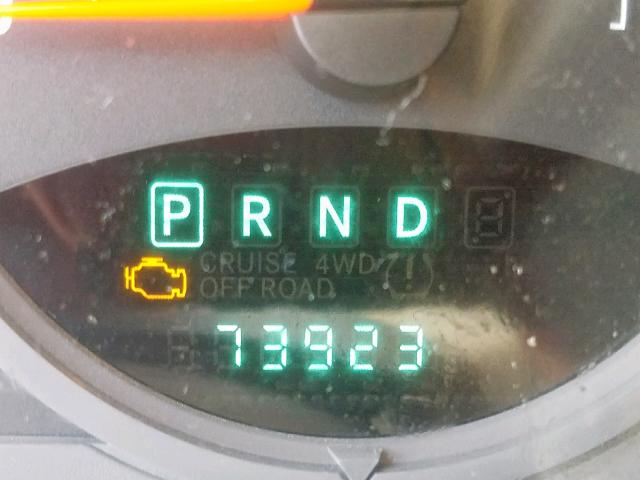 P R N D
CRUISE 4WD (!)
OFF ROAD
73923